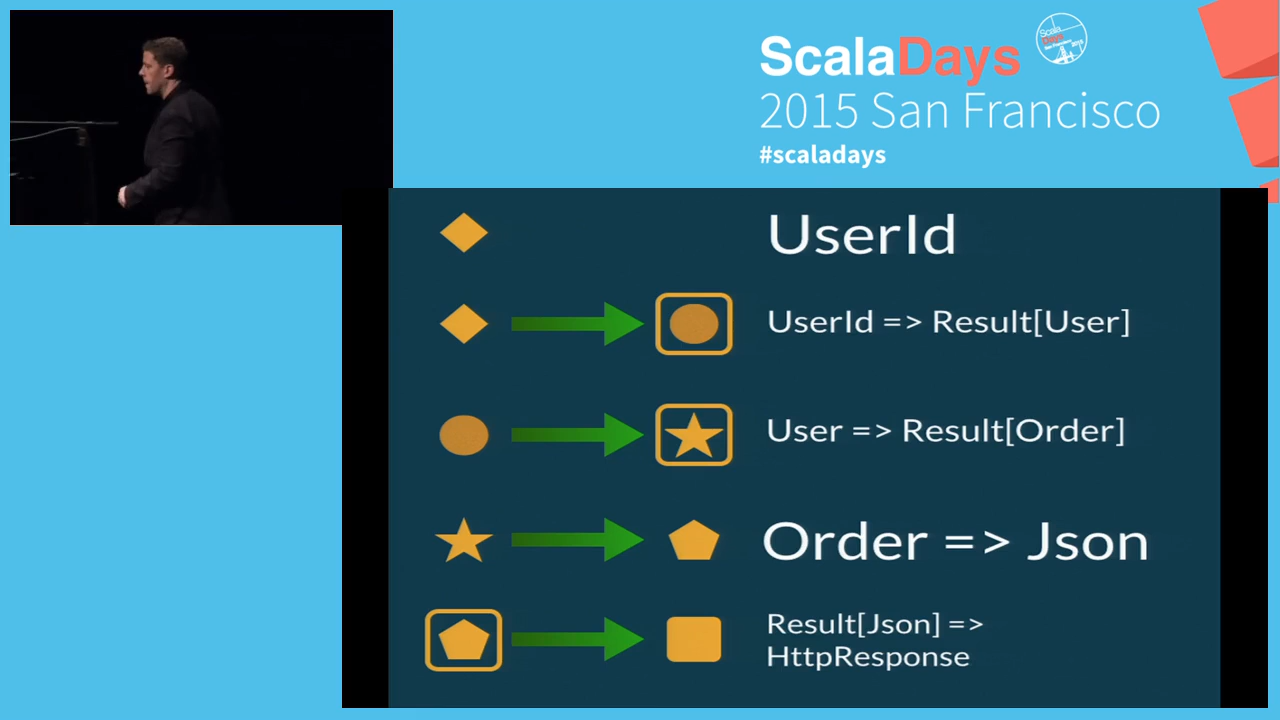 ScalaDays
2015 San Francisco
#scaladays
UserId
UserId => Result[User]
User => Result[Order]
Order => Json
Result[Json] =>
HttpResponse